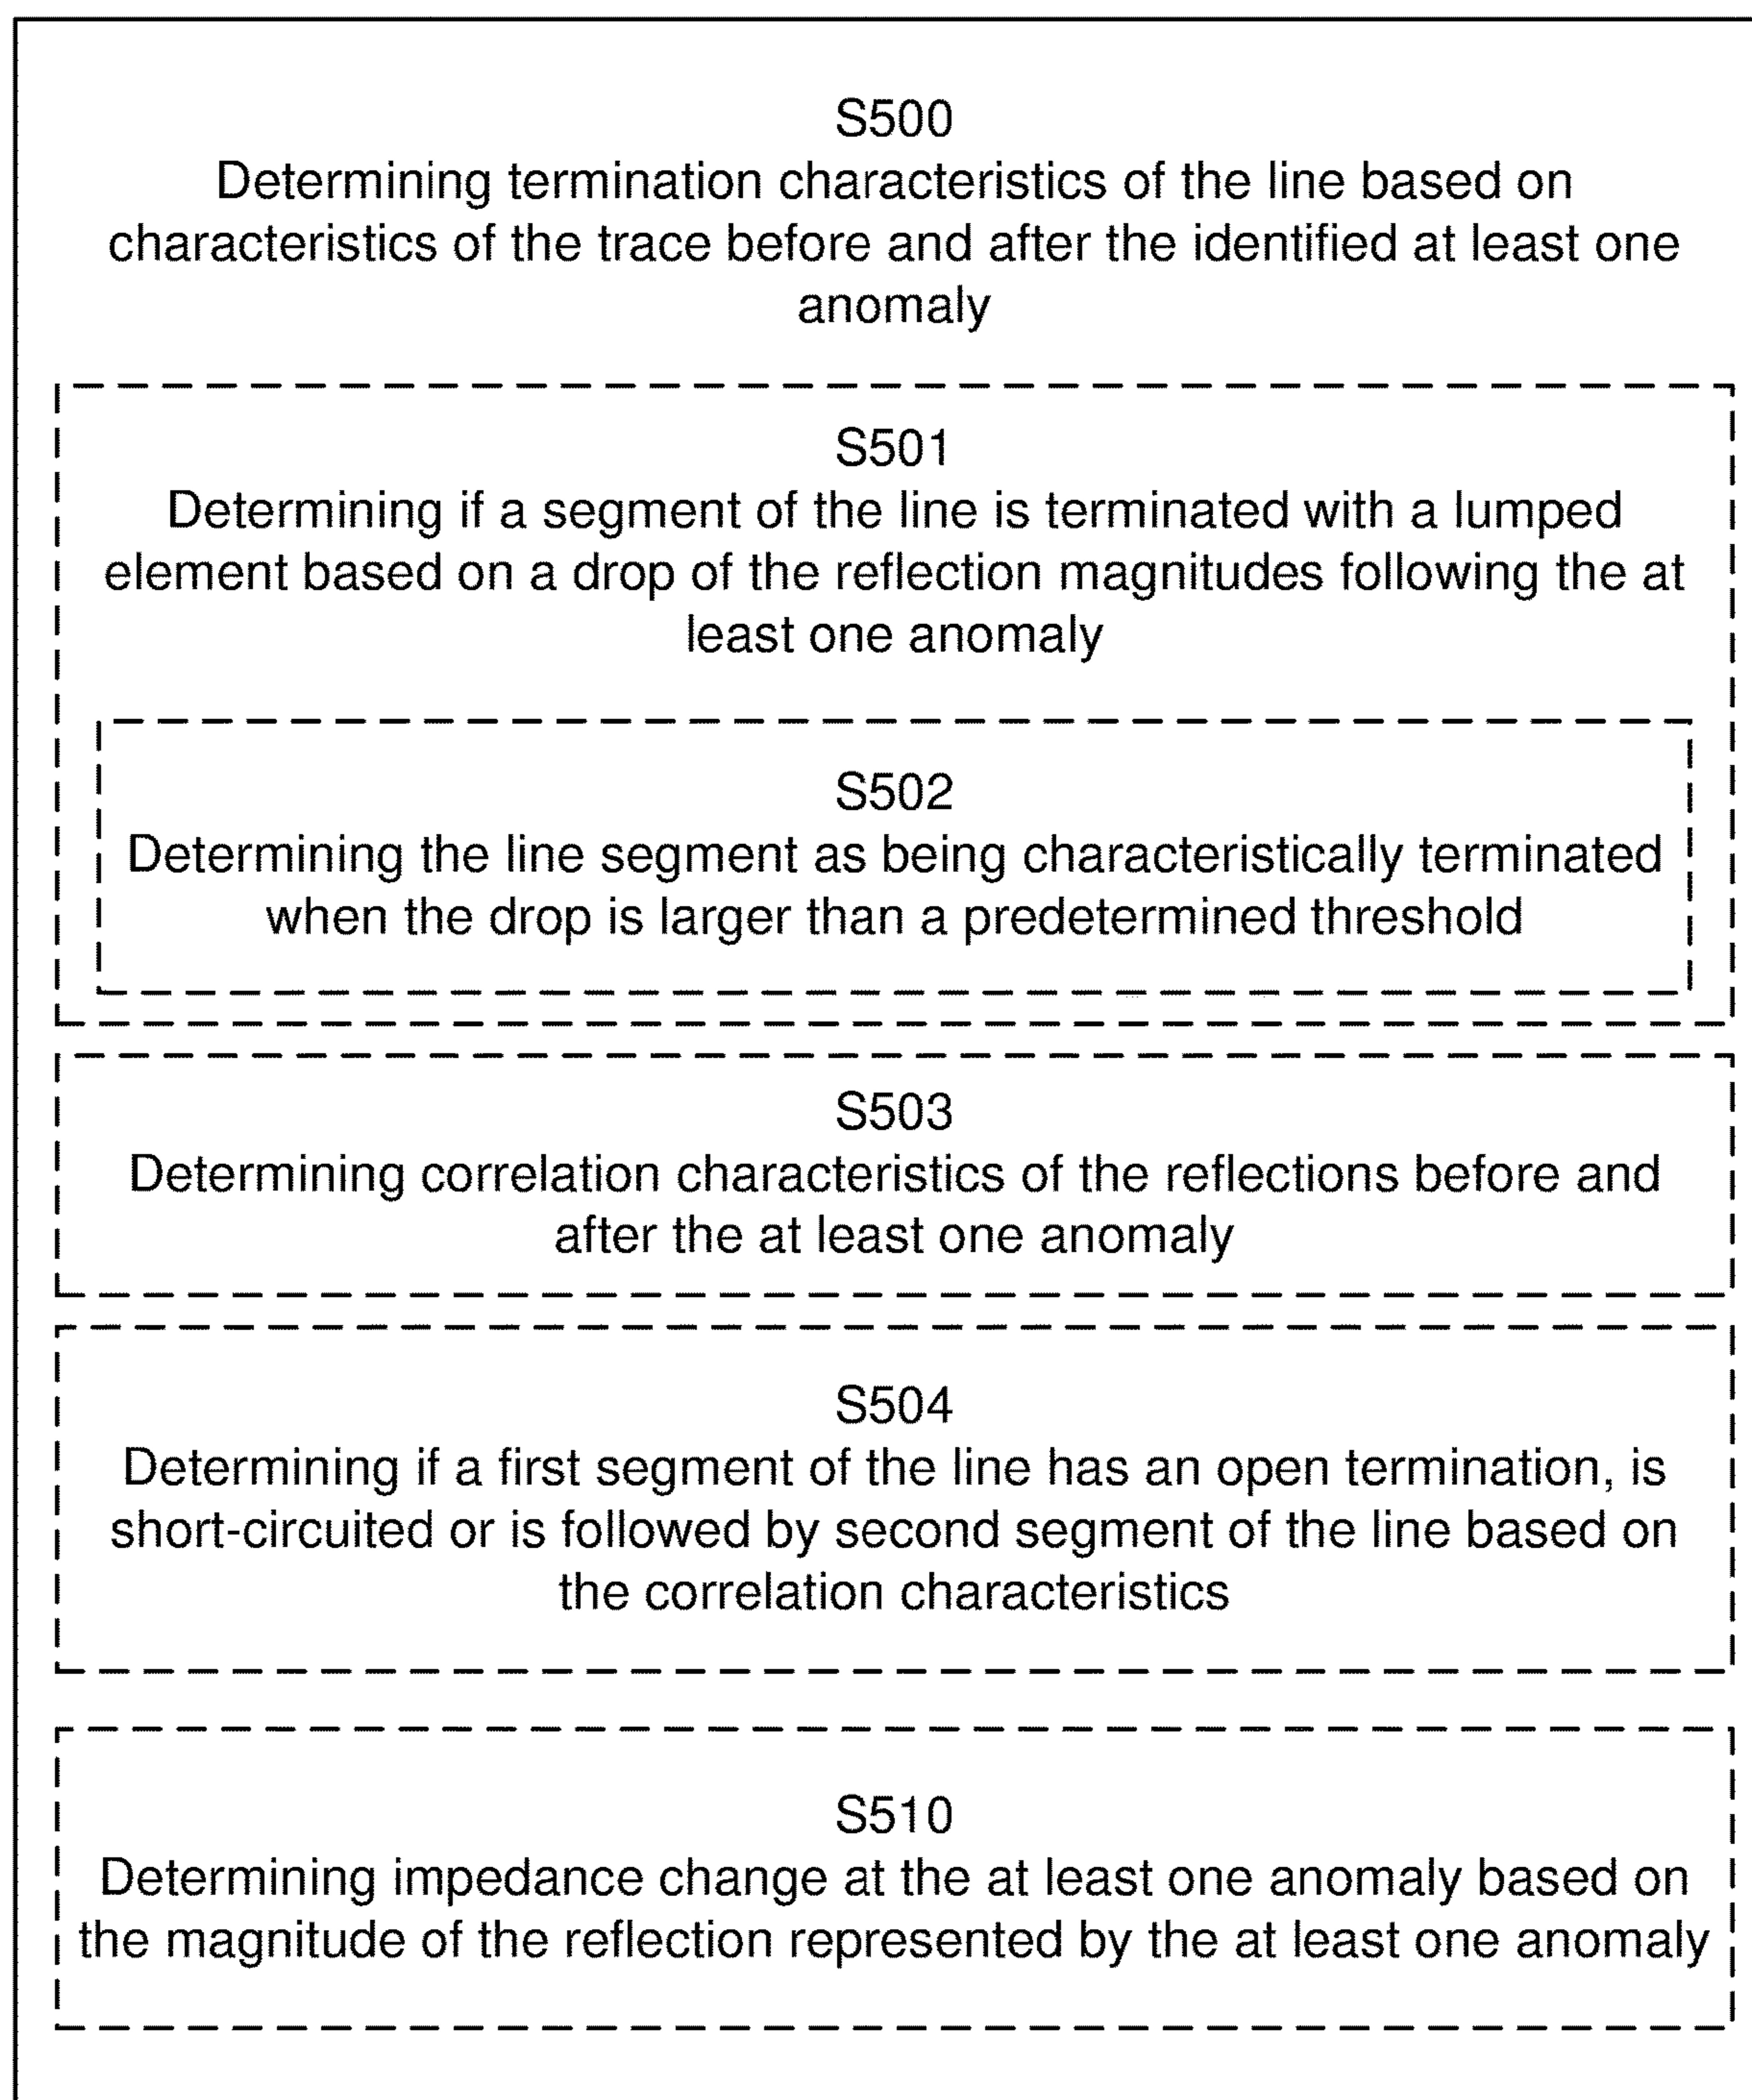 S500
Determining termination characteristics of the line based on
characteristics of the trace before and after the identified at least one
anomaly
S501
Determining if a segment of the line is terminated with a lumped
element based on a drop of the reflection magnitudes following the at
least one anomaly
S502
Determining the line segment as being characteristically terminated
when the drop is larger than a predetermined threshold
S503
Determining correlation characteristics of the reflections before and
after the at least one anomaly
S504
Determining if a first segment of the line has an open termination, is
short-circuited or is followed by second segment of the line based on
the correlation characteristics
S510
Determining impedance change at the at least one anomaly based on
the magnitude of the reflection represented by the at least one anomaly